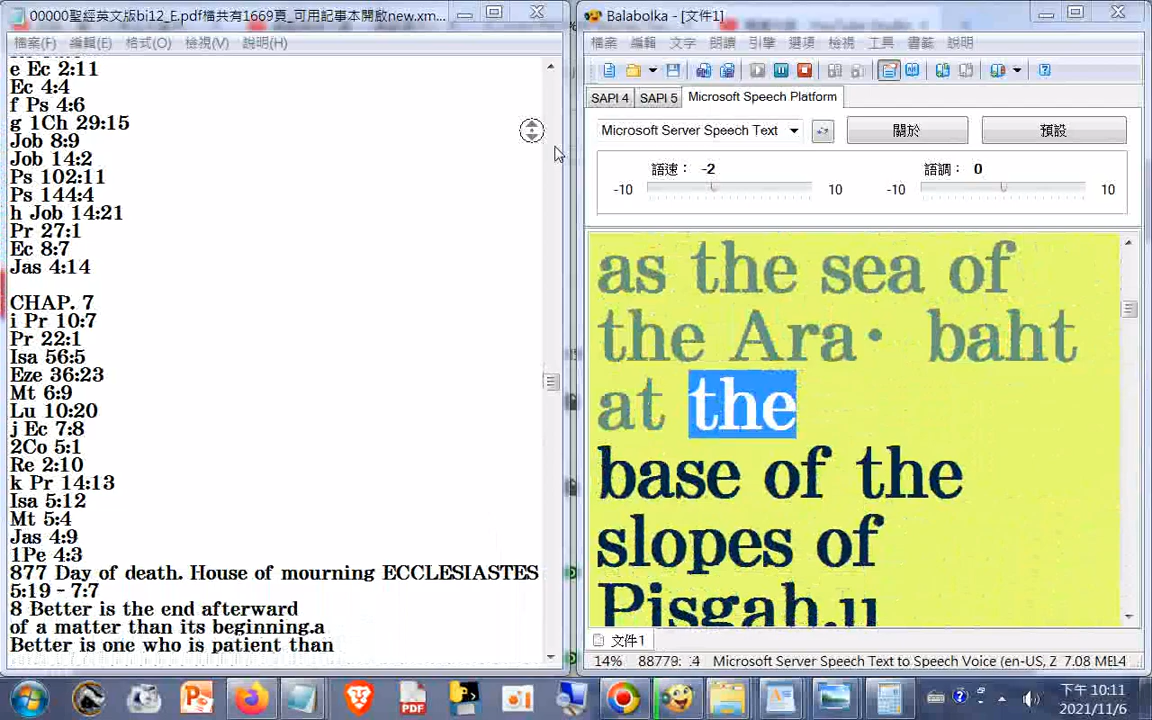 00000聖經英文版bi12_E.pdf檔共有1669頁_可用記事本開啟new.xm...
檔案(F) 編輯(E) 格式(O) 檢視(V) 說明(H)
e Ec 2:11
Ec 4:4
f Ps 4:6
g 1Ch 29:15
Job 8:9
Job 14:2
Ps 102:11
Ps 144:4
h Job 14:21
Pr 27:1
Ec 8:7
Jas 4:14
CHAP. 7
i Pr 10:7
Pr 22:1
Isa 56:5
Eze 36:23
Mt 6:9
Lu 10:20
j Ec 7:8
2Co 5:1
Re 2:10
k Pr 14:13
Isa 5:12
Mt 5:4
Jas 4:9
1Pe 4:3
877 Day of death. House of mourning ECCLESIASTES
5:19 - 7:7
8 Better is the end afterward
of a matter than its beginning.a
Better is one who is patient than
Balabolka - [文件1]
檔案 編輯 文字 朗讀 引擎 選項 檢視 工具 書籤 說明
SAPI 4 SAPI 5 Microsoft Speech Platform
Microsoft Server Speech Text 關於 預設
語速： -2 語調： 0
-10 10 -10 10
as the sea of
the Ara· baht
at the
base of the
slopes of
Pisgah.u
文件1
14% 88779: Microsoft Server Speech Text to Speech Voice (en-US, Z 7.08 ME
下午 10:11
2021/11/6